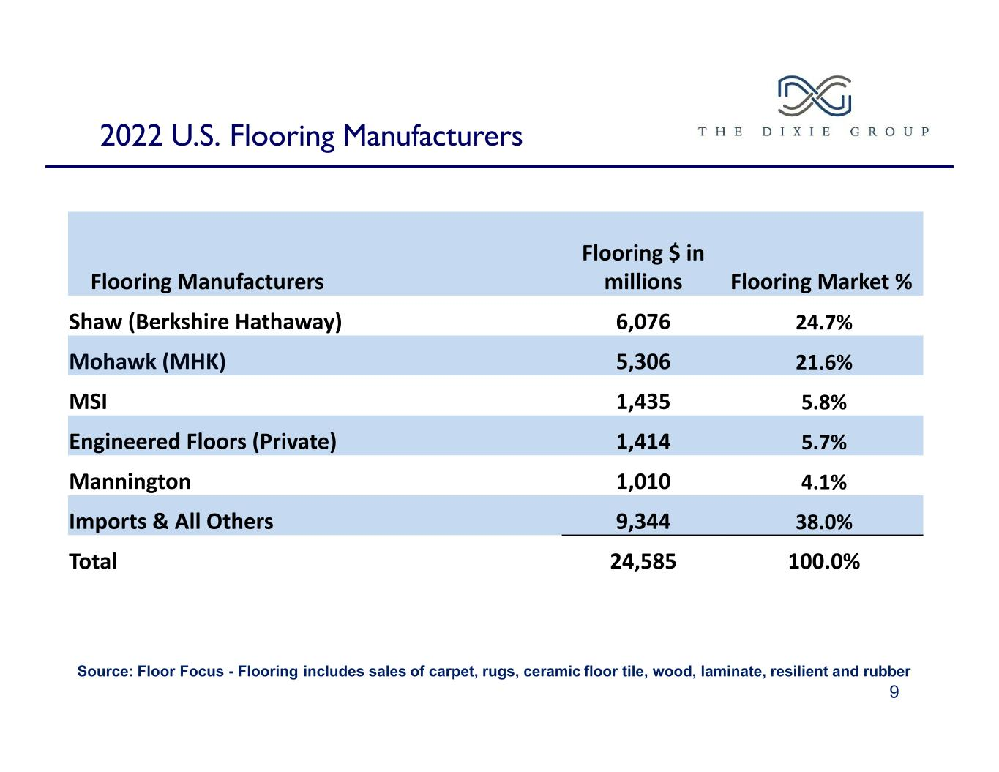 THE DIXIE GROUP
2022 U.S. Flooring Manufacturers
Flooring Manufacturers Flooring $ in millions Flooring Market %
Shaw (Berkshire Hathaway) 6,076 24.7%
Mohawk (MHK) 5,306 21.6%
MSI 1,435 5.8%
Engineered Floors (Private) 1,414 5.7%
Mannington 1,010 4.1%
Imports & All Others 9,344 38.0%
Total 24,585 100.0%
Source: Floor Focus - Flooring includes sales of carpet, rugs, ceramic floor tile, wood, laminate, resilient and rubber
9